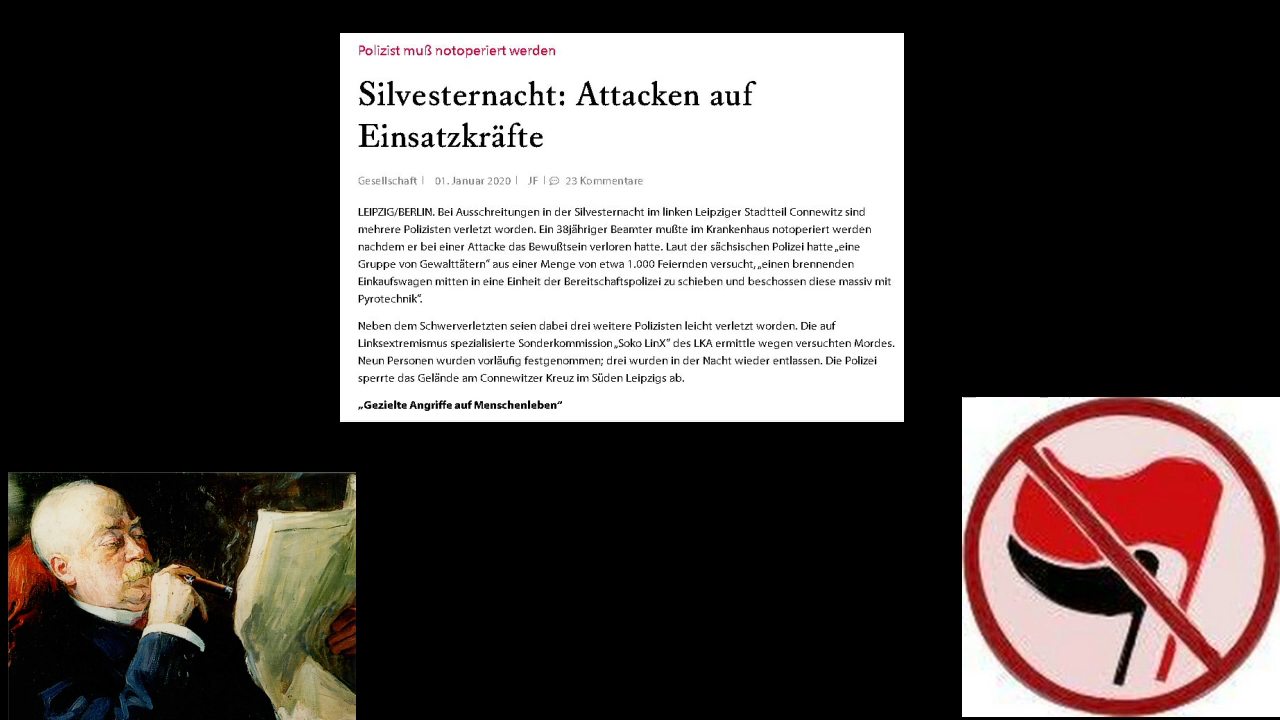 Polizist muß notoperiert werden
Silvesternacht: Attacken auf
Einsatzkräfte
Gesellschaft | 01. Januar 2020 | JF | 23 Kommentare
LEIPZIG/BERLIN. Bei Ausschreitungen in der Silvesternacht im linken Leipziger Stadtteil Connewitz sind
mehrere Polizisten verletzt worden. Ein 38jähriger Beamter mußte im Krankenhaus notoperiert werden
nachdem er bei einer Attacke das Bewußtsein verloren hatte. Laut der sächsischen Polizei hatte „eine
Gruppe von Gewalttätern“ aus einer Menge von etwa 1.000 Feiernden versucht, „einen brennenden
Einkaufswagen mitten in eine Einheit der Bereitschaftspolizei zu schieben und beschossen diese massiv mit
Pyrotechnik“.
Neben dem Schwerverletzten seien dabei drei weitere Polizisten leicht verletzt worden. Die auf
Linksextremismus spezialisierte Sonderkommission „Soko LinX“ des LKA ermittle wegen versuchten Mordes.
Neun Personen wurden vorläufig festgenommen; drei wurden in der Nacht wieder entlassen. Die Polizei
sperrte das Gelände am Connewitzer Kreuz im Süden Leipzigs ab.
„Gezielte Angriffe auf Menschenleben“